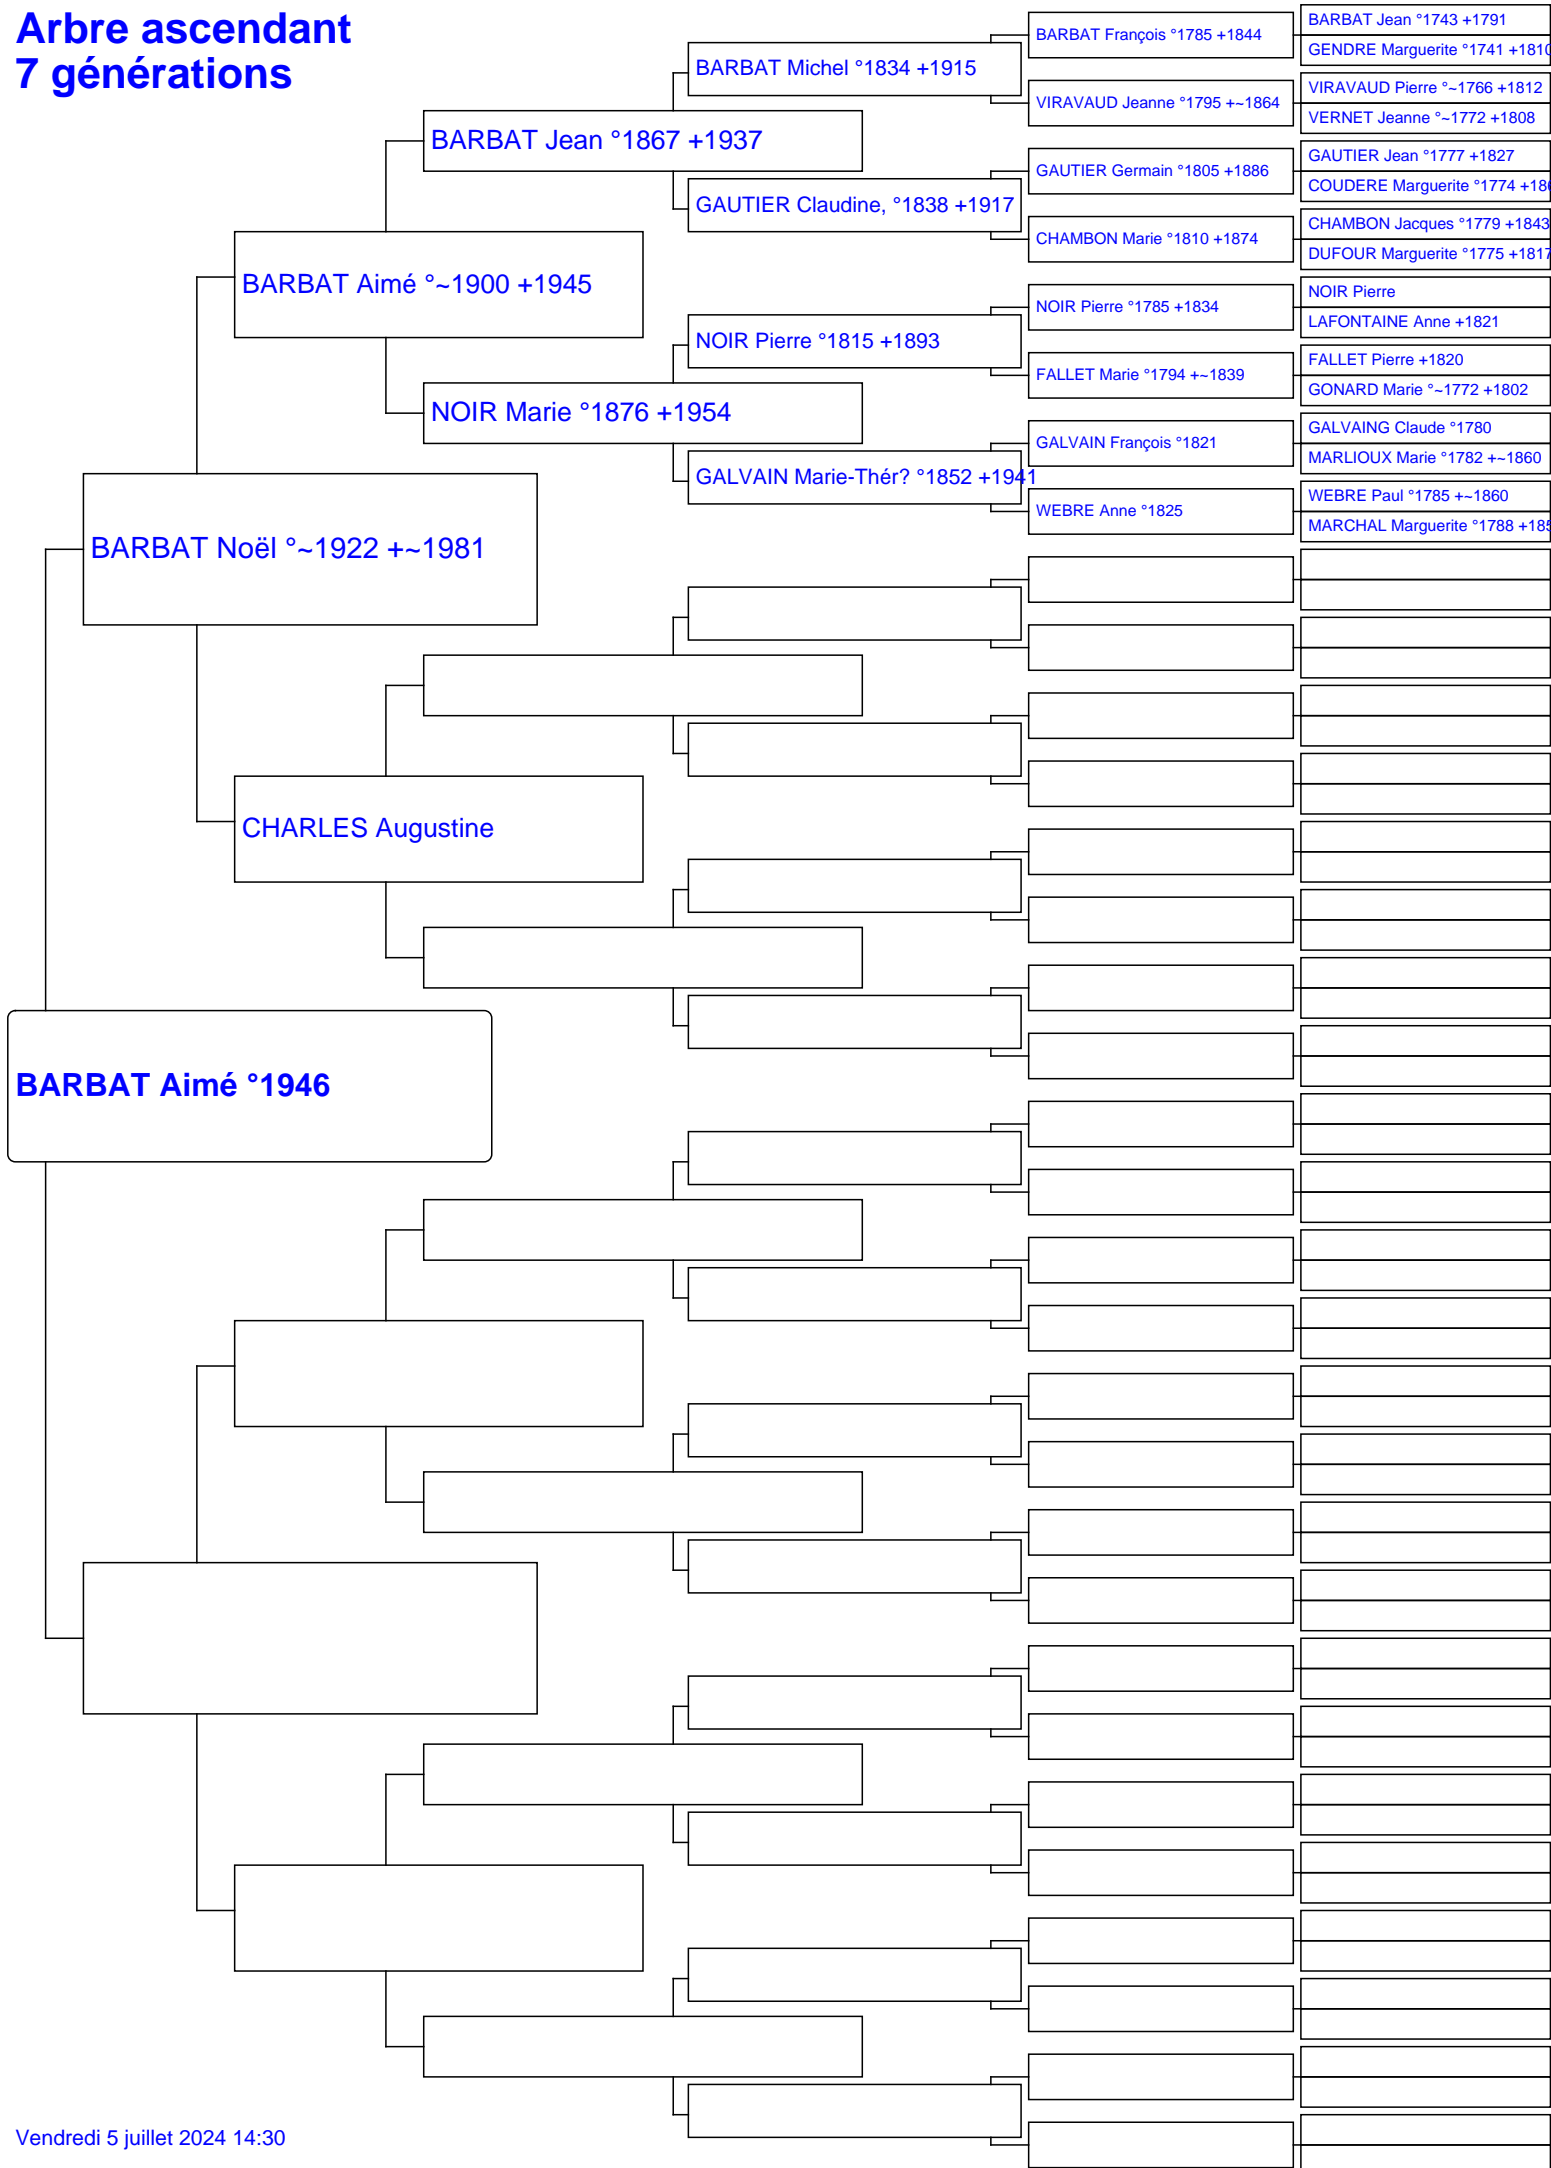 Arbre ascendant
7 générations
BARBAT Aimé °1946
BARBAT Noël °~1922 +~1981
BARBAT Aimé °~1900 +1945
CHARLES Augustine
BARBAT Jean °1867 +1937
NOIR Marie °1876 +1954
BARBAT Michel °1834 +1915
GAUTIER Claudine, °1838 +1917
NOIR Pierre °1815 +1893
GALVAIN Marie-Thér? °1852 +1941
BARBAT François °1785 +1844
VIRAVAUD Jeanne °1795 +~1864
GAUTIER Germain °1805 +1886
CHAMBON Marie °1810 +1874
NOIR Pierre °1785 +1834
FALLET Marie °1794 +~1839
GALVAIN François °1821
WEBRE Anne °1825
BARBAT Jean °1743 +1791
GENDRE Marguerite °1741 +1810
VIRAVAUD Pierre °~1766 +1812
VERNET Jeanne °~1772 +1808
GAUTIER Jean °1777 +1827
COUDERE Marguerite °1774
CHAMBON Jacques °1779 +1843
DUFOUR Marguerite °1775 +1817
NOIR Pierre
LAFONTAINE Anne +1821
FALLET Pierre +1820
GONARD Marie °~1772 +1802
GALVAING Claude °1780
MARLIOUX Marie °1782 +~1860
WEBRE Paul °1785 +~1860
MARCHAL Marguerite °1788
Vendredi 5 juillet 2024 14:30